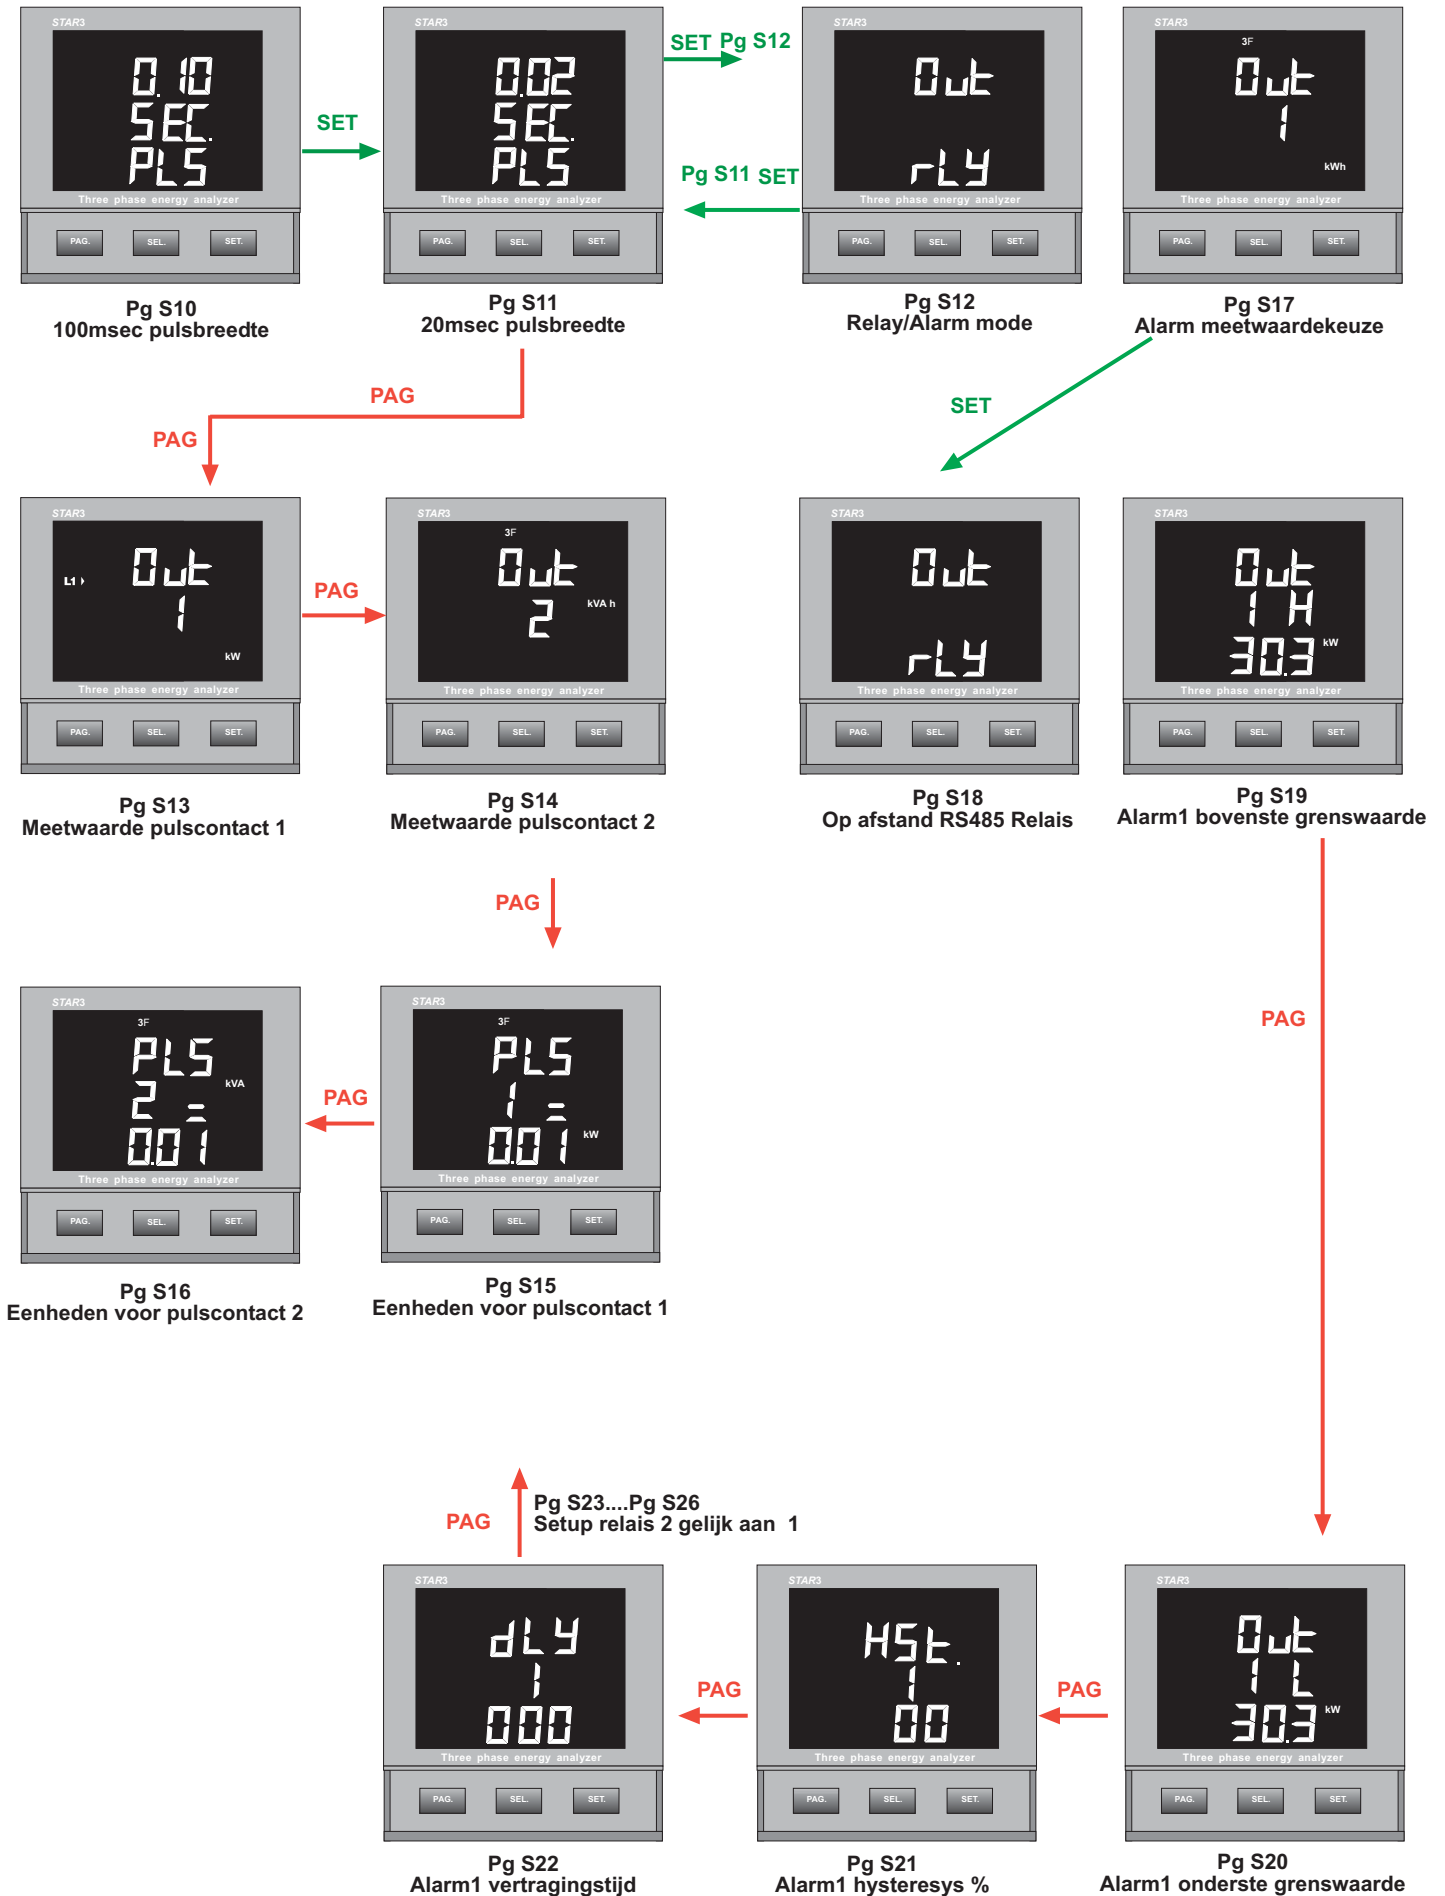 STAR3
0.10
SEC.
PLS
Three phase energy analyzer
PAG.
SEL.
SET.
Pg S10
100msec pulsbreedte
SET
STAR3
0.02
SEC.
PLS
Three phase energy analyzer
PAG.
SEL.
SET.
Pg S11
20msec pulsbreedte
SET Pg S12
Pg S11 SET
STAR3
Out
rLY
Three phase energy analyzer
PAG.
SEL.
SET.
Pg S12
Relay/Alarm mode
STAR3
3F
Out
1
kWh
Three phase energy analyzer
PAG.
SEL.
SET.
Pg S17
Alarm meetwaardekeuze
PAG
PAG
SET
STAR3
L1
Out
1
kW
Three phase energy analyzer
PAG.
SEL.
SET.
Pg S13
Meetwaarde pulscontact 1
PAG
STAR3
3F
Out
2
kVA h
Three phase energy analyzer
PAG.
SEL.
SET.
Pg S14
Meetwaarde pulscontact 2
STAR3
Out
rLY
Three phase energy analyzer
PAG.
SEL.
SET.
Pg S18
Op afstand RS485 Relais
STAR3
Out
1 H
30.3 kW
Three phase energy analyzer
PAG.
SEL.
SET.
Pg S19
Alarm1 bovenste grenswaarde
PAG
PAG
STAR3
3F
PLS
kVA
2 =
0.01
Three phase energy analyzer
PAG.
SEL.
SET.
Pg S16
Eenheden voor pulscontact 2
PAG
STAR3
3F
PLS
1 =
0.01 kW
Three phase energy analyzer
PAG.
SEL.
SET.
Pg S15
Eenheden voor pulscontact 1
PAG
Pg S23....Pg S26
Setup relais 2 gelijk aan 1
STAR3
dLY
1
000
Three phase energy analyzer
PAG.
SEL.
SET.
Pg S22
Alarm1 vertragingstijd
PAG
STAR3
HSt.
1
00
Three phase energy analyzer
PAG.
SEL.
SET.
Pg S21
Alarm1 hysteresys %
PAG
STAR3
Out
1 L
30.3 kW
Three phase energy analyzer
PAG.
SEL.
SET.
Pg S20
Alarm1 onderste grenswaarde